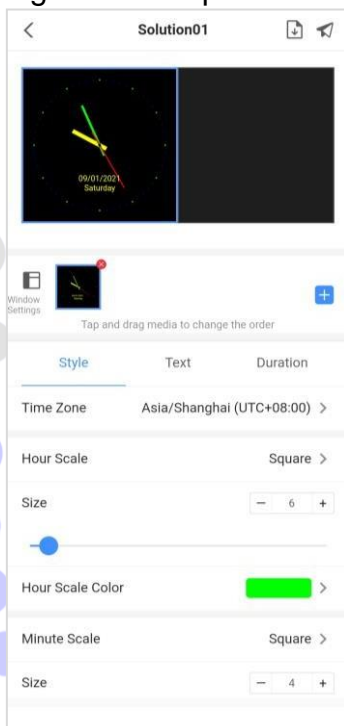 Solution01
09/01/2021
Saturday
Window
Settings
Tap and drag media to change the order
Style Text Duration
Time Zone Asia/Shanghai (UTC+08:00) >
Hour Scale Square >
Size − 6 +
Hour Scale Color >
Minute Scale Square >
Size − 4 +